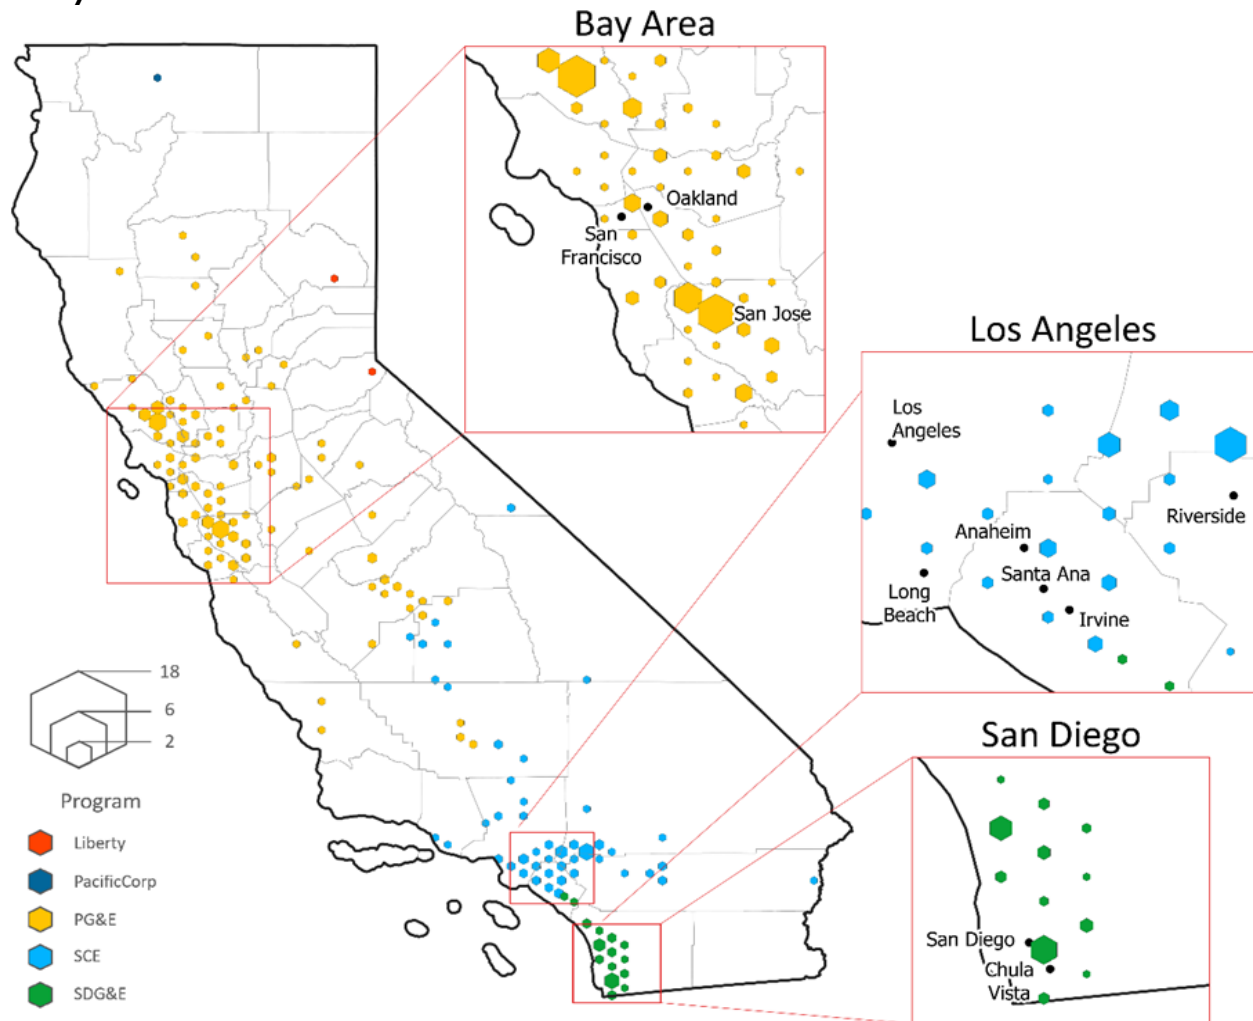 Bay Area
Oakland
San
Francisco
San Jose
Los Angeles
Los
Angeles
Riverside
Anaheim
Santa Ana
Long
Beach
Irvine
18
6
2
San Diego
San Diego
Chula
Vista
Program
Liberty
PacificCorp
PG&E
SCE
SDG&E